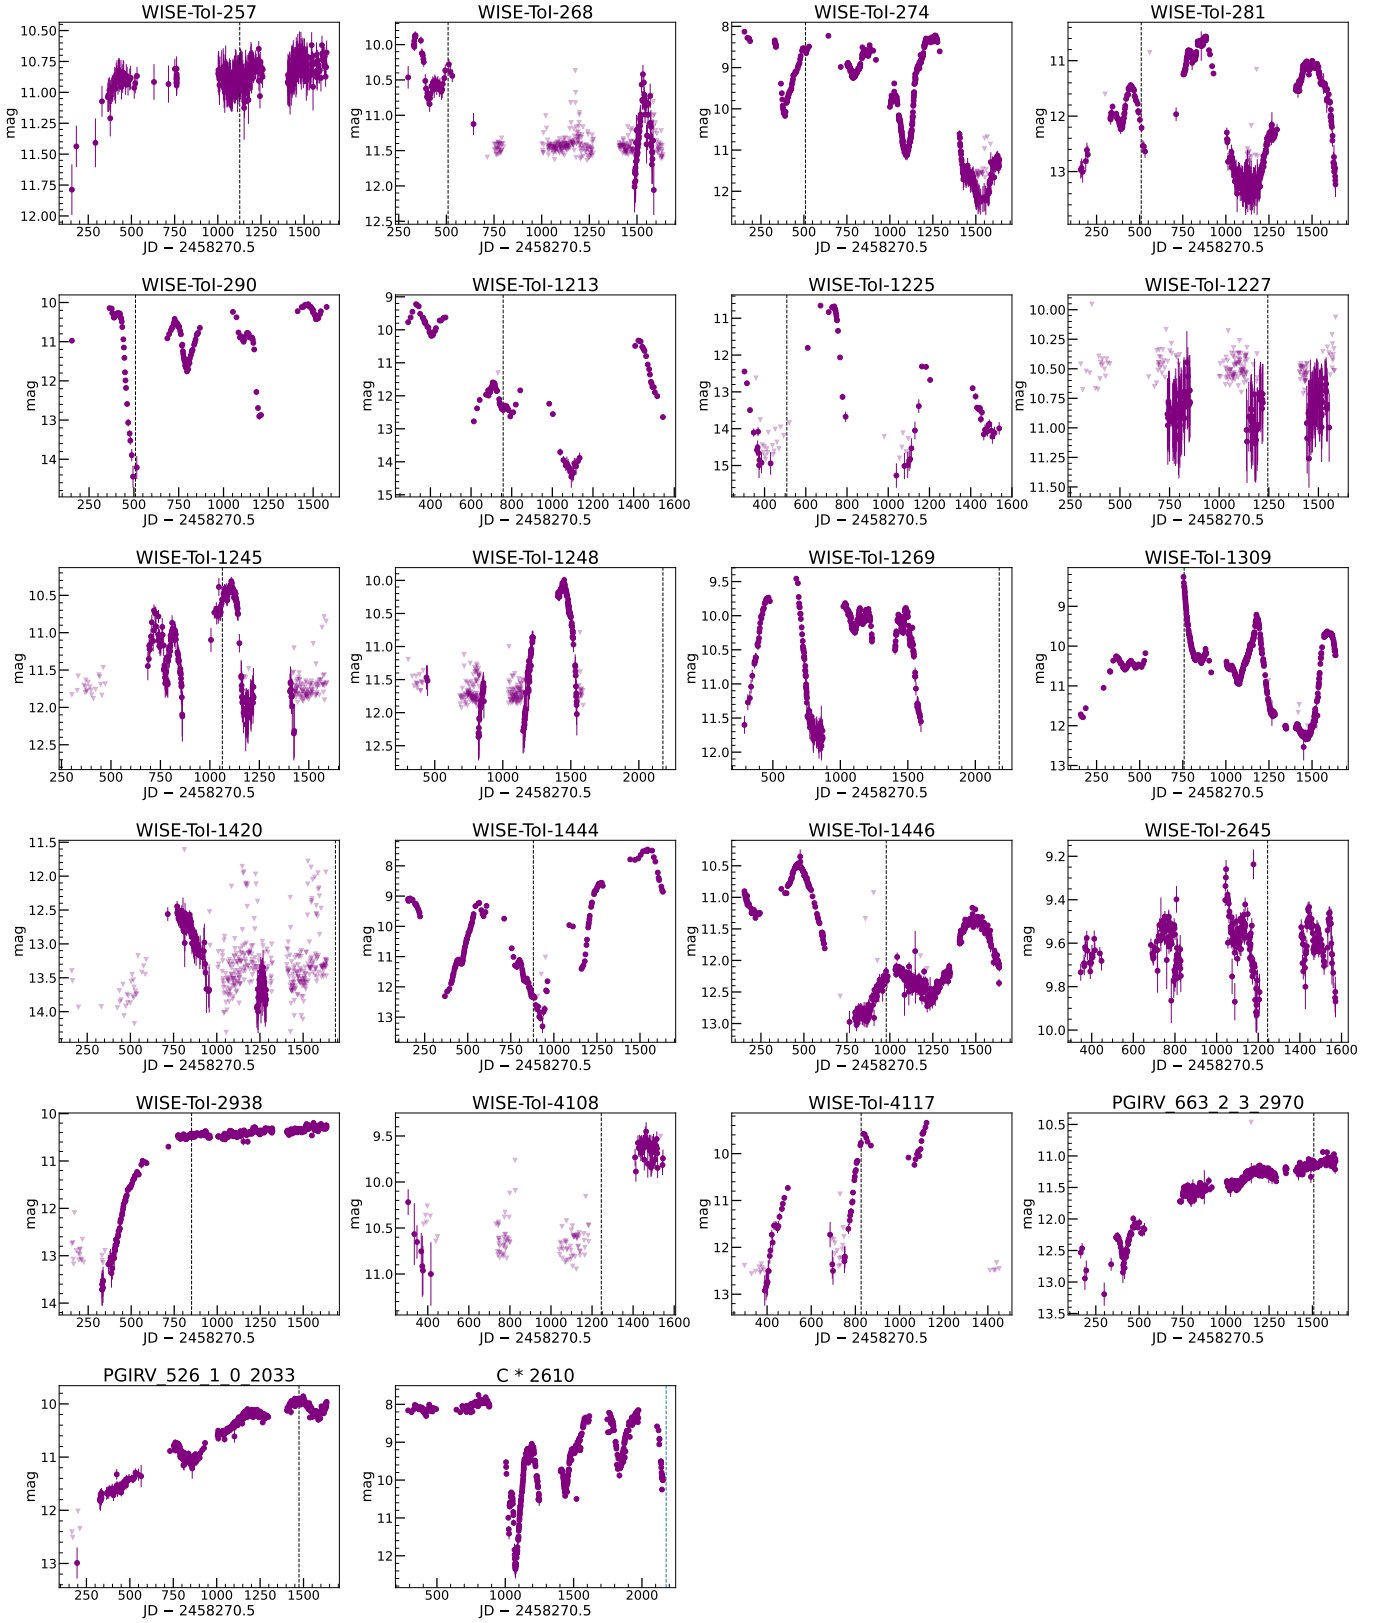 WISE-ToI-257
WISE-ToI-268
WISE-ToI-274
WISE-ToI-281
10.50
10.75
11.00
11.25
11.50
11.75
12.00
mag
250 500 750 1000 1250 1500
JD − 2458270.5
10.0
10.5
11.0
11.5
12.0
12.5
mag
500 750 1000 1250 1500
JD − 2458270.5
8
9
10
11
12
mag
250 500 750 1000 1250 1500
JD − 2458270.5
11
12
13
mag
250 500 750 1000 1250 1500
JD − 2458270.5
WISE-ToI-290
WISE-ToI-1213
WISE-ToI-1225
WISE-ToI-1227
10
11
12
13
14
mag
250 500 750 1000 1250 1500
JD − 2458270.5
9
10
11
12
13
14
15
mag
400 600 800 1000 1200 1400 1600
JD − 2458270.5
11
12
13
14
15
mag
400 600 800 1000 1200 1400 1600
JD − 2458270.5
10.00
10.25
10.50
10.75
11.00
11.25
11.50
mag
250 500 750 1000 1250 1500
JD − 2458270.5
WISE-ToI-1245
WISE-ToI-1248
WISE-ToI-1269
WISE-ToI-1309
10.5
11.0
11.5
12.0
12.5
mag
250 500 750 1000 1250 1500
JD − 2458270.5
10.0
10.5
11.0
11.5
12.0
12.5
mag
500 1000 1500 2000
JD − 2458270.5
9.5
10.0
10.5
11.0
11.5
12.0
mag
500 1000 1500 2000
JD − 2458270.5
9
10
11
12
13
mag
250 500 750 1000 1250 1500
JD − 2458270.5
WISE-ToI-1420
WISE-ToI-1444
WISE-ToI-1446
WISE-ToI-2645
11.5
12.0
12.5
13.0
13.5
14.0
mag
250 500 750 1000 1250 1500
JD − 2458270.5
8
9
10
11
12
13
mag
250 500 750 1000 1250 1500
JD − 2458270.5
10.5
11.0
11.5
12.0
12.5
13.0
mag
250 500 750 1000 1250 1500
JD − 2458270.5
9.2
9.4
9.6
9.8
10.0
mag
400 600 800 1000 1200 1400 1600
JD − 2458270.5
WISE-ToI-2938
WISE-ToI-4108
WISE-ToI-4117
PGIRV_663_2_3_2970
10
11
12
13
14
mag
250 500 750 1000 1250 1500
JD − 2458270.5
9.5
10.0
10.5
11.0
mag
400 600 800 1000 1200 1400 1600
JD − 2458270.5
10
11
12
13
mag
400 600 800 1000 1200 1400
JD − 2458270.5
10.5
11.0
11.5
12.0
12.5
13.0
13.5
mag
250 500 750 1000 1250 1500
JD − 2458270.5
PGIRV_526_1_0_2033
C * 2610
10
11
12
13
mag
250 500 750 1000 1250 1500
JD − 2458270.5
8
9
10
11
12
mag
500 1000 1500 2000
JD − 2458270.5